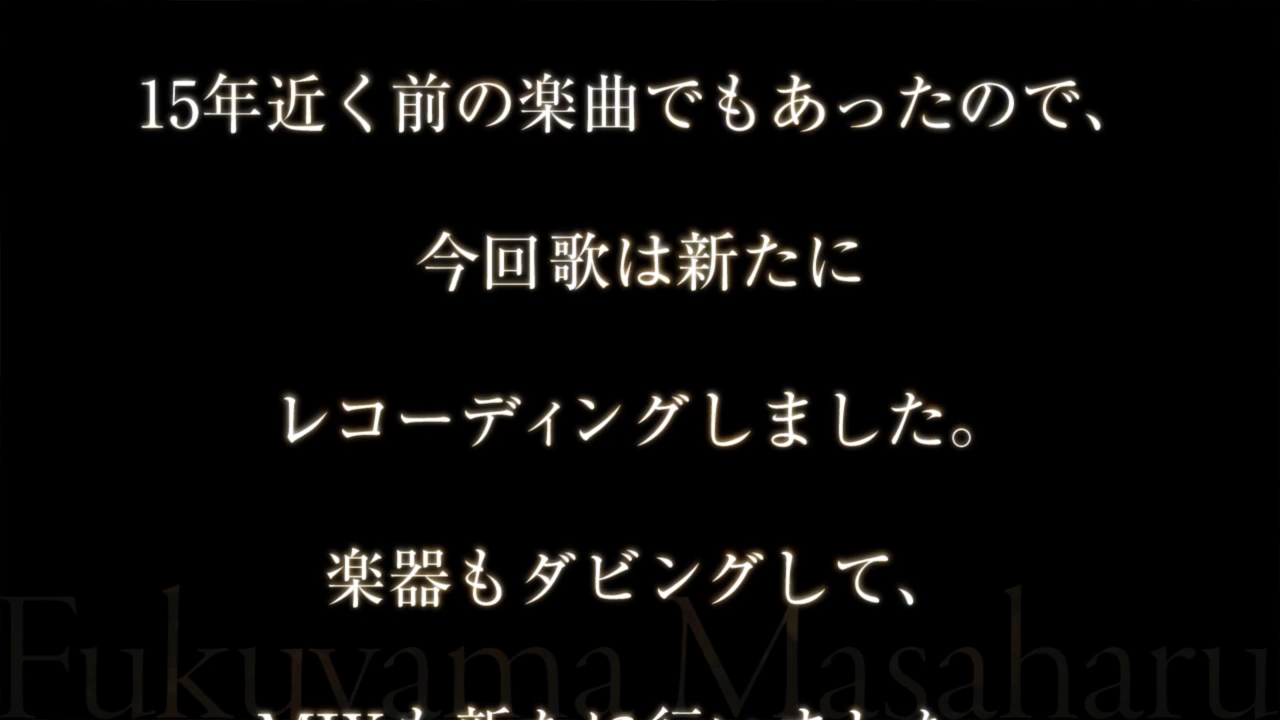 15年近く前の楽曲でもあったので、
今回歌は新たに
レコーディングしました。
楽器もダビングして、
Fukuyama Masaharu